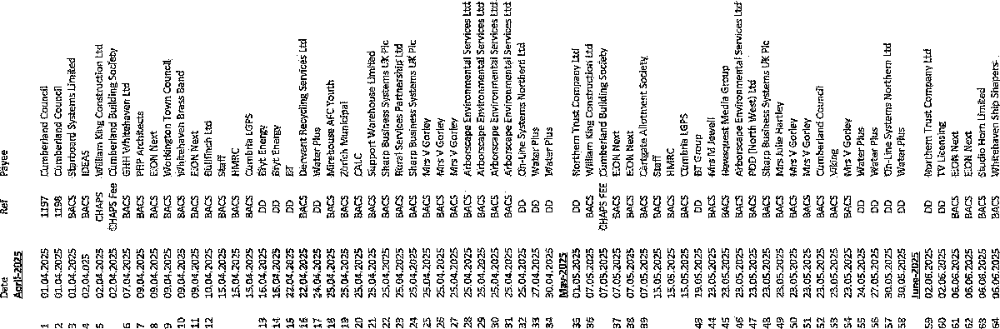 Date Ref Payee
April-2025
1 01.04.2025 1197 Cumberland Council
2 01.04.2025 1198 Cumberland Council
3 01.04.2025 BACS Starboard Systems Limited
4 02.04.025 BACS IDEAS
5 02.04.2025 CHAPS William King Construction Ltd
02.04.2025 CHAPS Fee Cumberland Building Society
6 07.04.2025 BACS GHH Whitehaven Ltd
7 09.04.2025 BACS PHP Architects
8 09.04.2025 BACS E.ON Next
9 09.04.2025 BACS Workington Town Council
10 09.04.2025 BACS Whitehaven Brass Band
11 09.04.2025 BACS E.ON Next
12 10.04.2025 BACS Bullfinch Ltd
15.04.2025 BACS Staff
15.04.2025 BACS HMRC
15.04.2025 BACS Cumbria LGPS
13 16.04.2025 DD Energy
14 16.04.2025 DD Energy
15 22.04.2025 DD BT
16 22.04.2025 BACS Derwent Recycling Services Ltd
17 24.04.2025 DD Water Plus
18 25.04.2025 BACS Mirehouse AFC Youth
19 25.04.2025 BACS Zurich Municipal
20 25.04.2025 BACS CALC
21 25.04.2025 BACS Support Warehouse Limited
22 25.04.2025 BACS Sharp Business Systems UK Plc
23 25.04.2025 BACS Rural Services Partnership Ltd
24 25.04.2025 BACS Sharp Business Systems UK Plc
25 25.04.2025 BACS Mrs V Gorley
26 25.04.2025 BACS Mrs V Gorley
27 25.04.2025 BACS Mrs V Gorley
28 25.04.2025 BACS Arborscape Environmental Services Ltd
29 25.04.2025 BACS Arborscape Environmental Services Ltd
30 25.04.2025 BACS Arborscape Environmental Services Ltd
31 25.04.2025 BACS Arborscape Environmental Services Ltd
32 25.04.2025 DD On-Line Systems Northern Ltd
33 27.04.2025 DD Water Plus
34 30.04.2025 DD Water Plus
May-2025
35 01.05.2025 DD Northern Trust Company Ltd
36 07.05.2025 BACS William King Construction Ltd
07.05.2025 CHAPS FEE Cumberland Building Society
37 07.05.2025 BACS E.ON Next
38 07.05.2025 BACS E.ON Next
39 07.05.2025 BACS Allotment Society
15.05.2025 BACS Staff
15.05.2025 BACS HMRC
15.05.2025 BACS Cumbria LGPS
43 19.05.2025 DD BT Group
44 23.05.2025 BACS Mrs M Jewell
45 23.05.2025 BACS Newsquest Media Group
46 23.05.2025 BACS Arborscape Environmental Services Ltd
47 23.05.2025 BACS PDD (North West) Ltd
48 23.05.2025 BACS Sharp Business Systems UK Plc
49 23.05.2025 BACS Mrs Julie Hartley
50 23.05.2025 BACS Mrs V Gorley
51 23.05.2025 BACS Mrs V Gorley
52 23.05.2025 BACS Cumberland Council
53 23.05.2025 BACS Viking
54 23.05.2025 BACS Mrs V Gorley
55 24.05.2025 DD Water Plus
56 27.05.2025 DD Water Plus
57 30.05.2025 DD On-Line Systems Northern Ltd
58 30.05.2025 DD Water Plus
June-2025
59 02.06.2025 DD Northern Trust Company Ltd
60 02.06.2025 DD TV Licensing
61 06.06.2025 BACS E.ON Next
62 06.06.2025 BACS E.ON Next
63 06.06.2025 BACS Studio Horn Limited
64 06.06.2025 BACS Whitehaven Ship Shapers